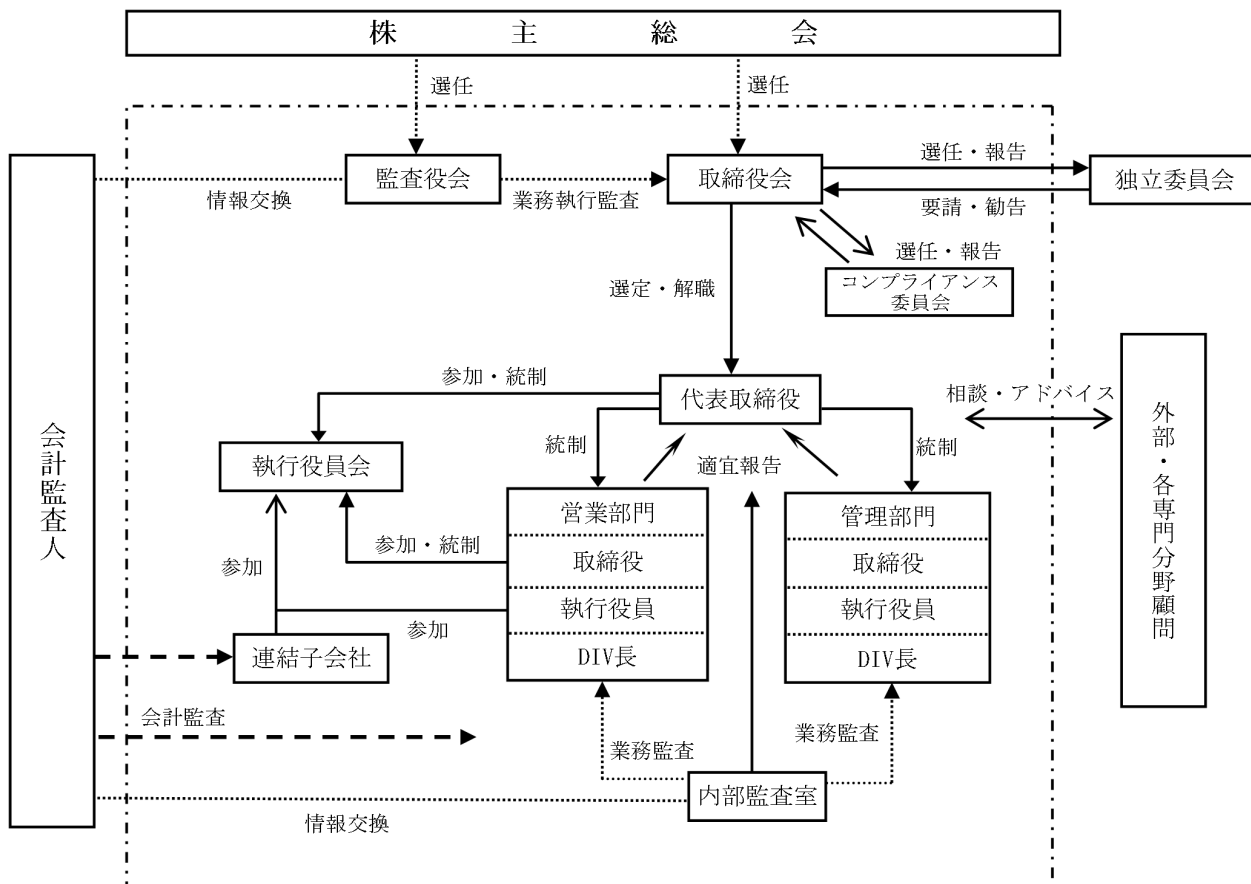 株主総会
選任
選任
監査役会
取締役会
選任・報告
独立委員会
情報交換
業務執行監査
要請・勧告
選任・報告
コンプライアンス
委員会
選定・解職
参加・統制
代表取締役
相談・アドバイス
会計監査人
外部・各専門分野顧問
執行役員会
統制
適宜報告
統制
営業部門
取締役
執行役員
DIV長
管理部門
取締役
執行役員
DIV長
参加・統制
参加
参加
連結子会社
会計監査
業務監査
業務監査
内部監査室
情報交換